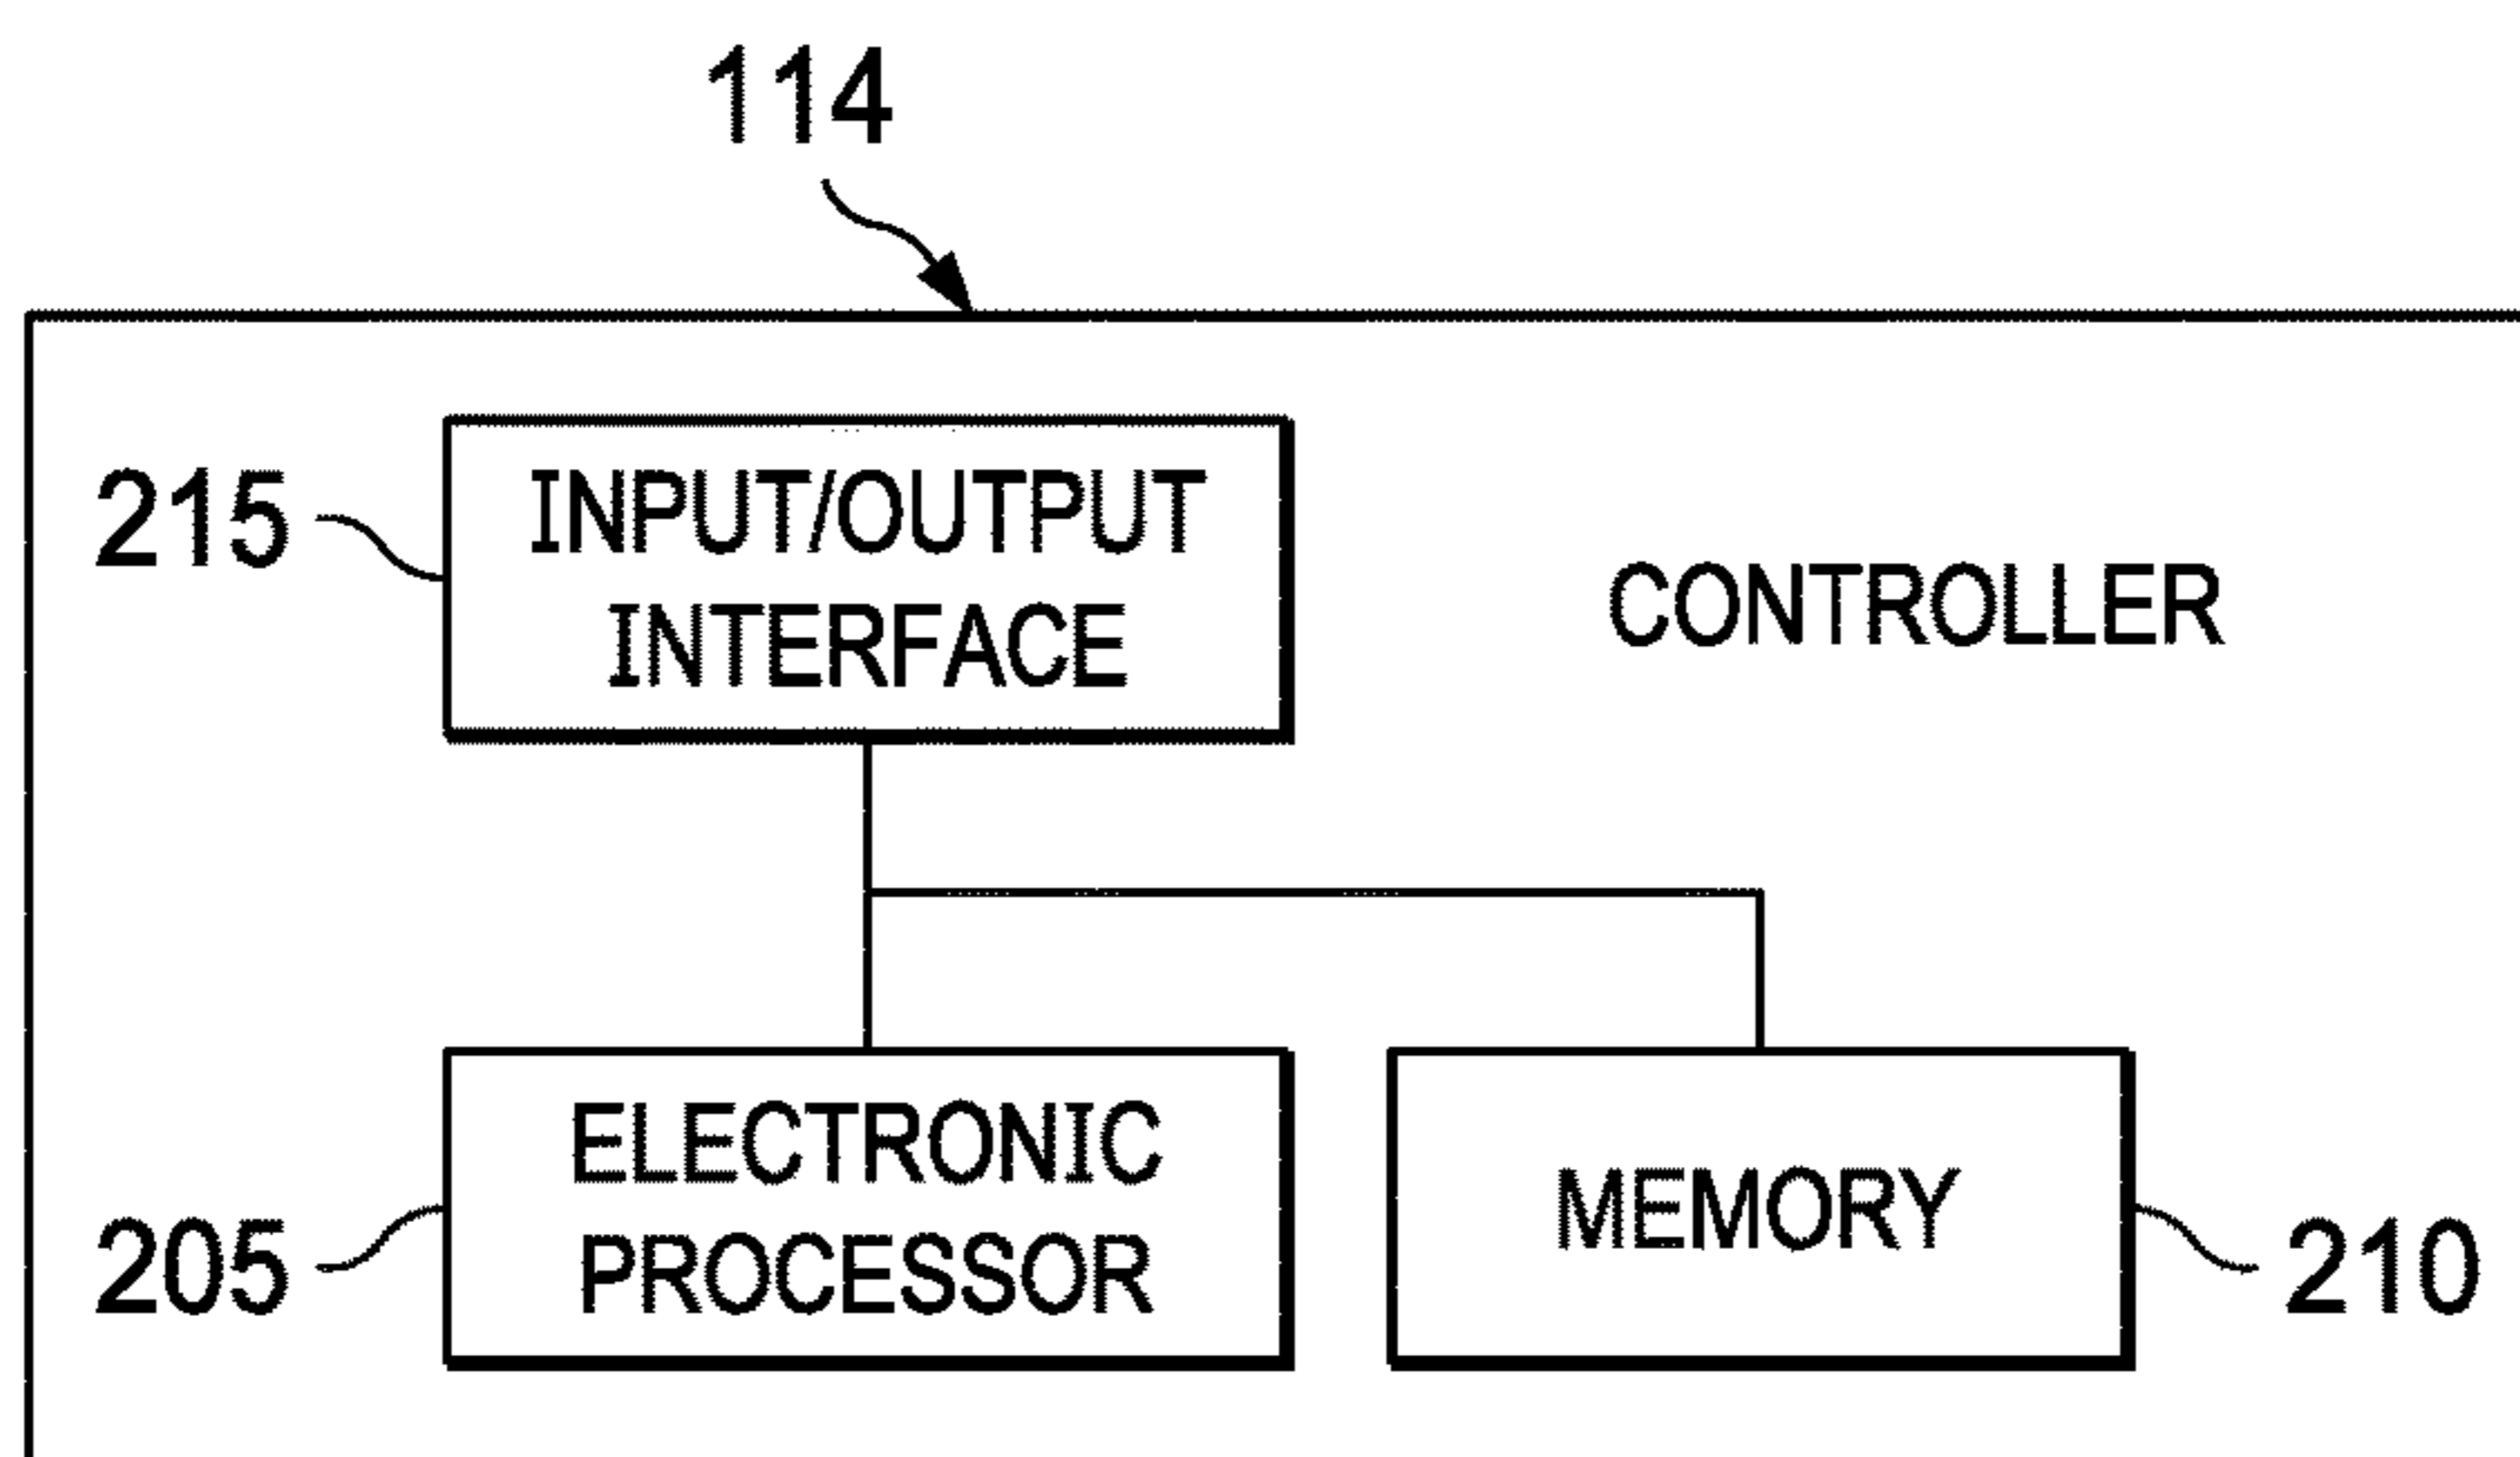 114
215
INPUT/OUTPUT
INTERFACE
CONTROLLER
205
ELECTRONIC
PROCESSOR
MEMORY
210